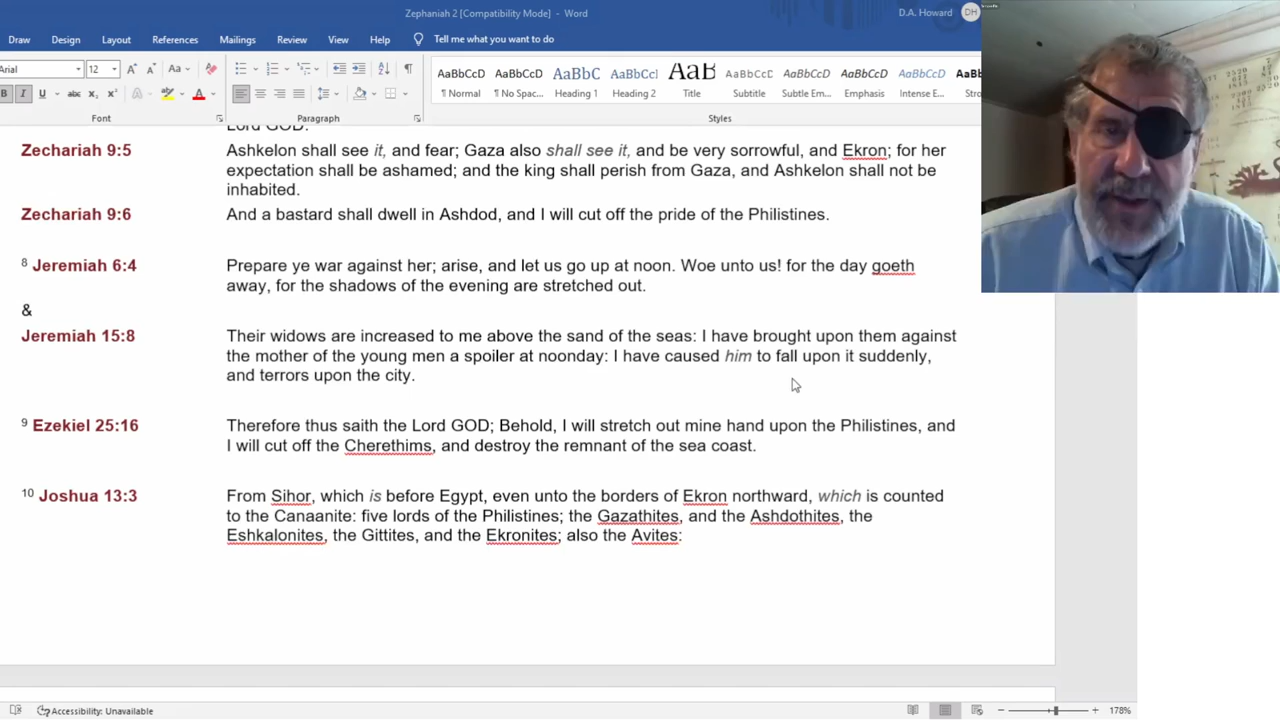 Zephaniah 2 [Compatibility Mode] - Word
D.A. Howard
DH
Draw Design Layout References Mailings Review View Help Tell me what you want to do
Arial 12
AaBbCcD AaBbCcD AaBbC AaBbCcl AaB AaBbCcD AaBbCcD AaBbCcD AaBbCcD
¶ Normal ¶ No Spac... Heading 1 Heading 2 Title Subtitle Subtle Em... Emphasis Intense E...
Font Paragraph Styles
Lord GOD.
Zechariah 9:5 Ashkelon shall see it, and fear; Gaza also shall see it, and be very sorrowful, and Ekron; for her
expectation shall be ashamed; and the king shall perish from Gaza, and Ashkelon shall not be
inhabited.
Zechariah 9:6 And a bastard shall dwell in Ashdod, and I will cut off the pride of the Philistines.
8 Jeremiah 6:4 Prepare ye war against her; arise, and let us go up at noon. Woe unto us! for the day goeth
away, for the shadows of the evening are stretched out.
&
Jeremiah 15:8 Their widows are increased to me above the sand of the seas: I have brought upon them against
the mother of the young men a spoiler at noonday: I have caused him to fall upon it suddenly,
and terrors upon the city.
9 Ezekiel 25:16 Therefore thus saith the Lord GOD; Behold, I will stretch out mine hand upon the Philistines, and
I will cut off the Cherethims, and destroy the remnant of the sea coast.
10 Joshua 13:3 From Sihor, which is before Egypt, even unto the borders of Ekron northward, which is counted
to the Canaanite: five lords of the Philistines; the Gazathites, and the Ashdothites, the
Eshkalonites, the Gittites, and the Ekronites; also the Avites:
Accessibility: Unavailable
178%